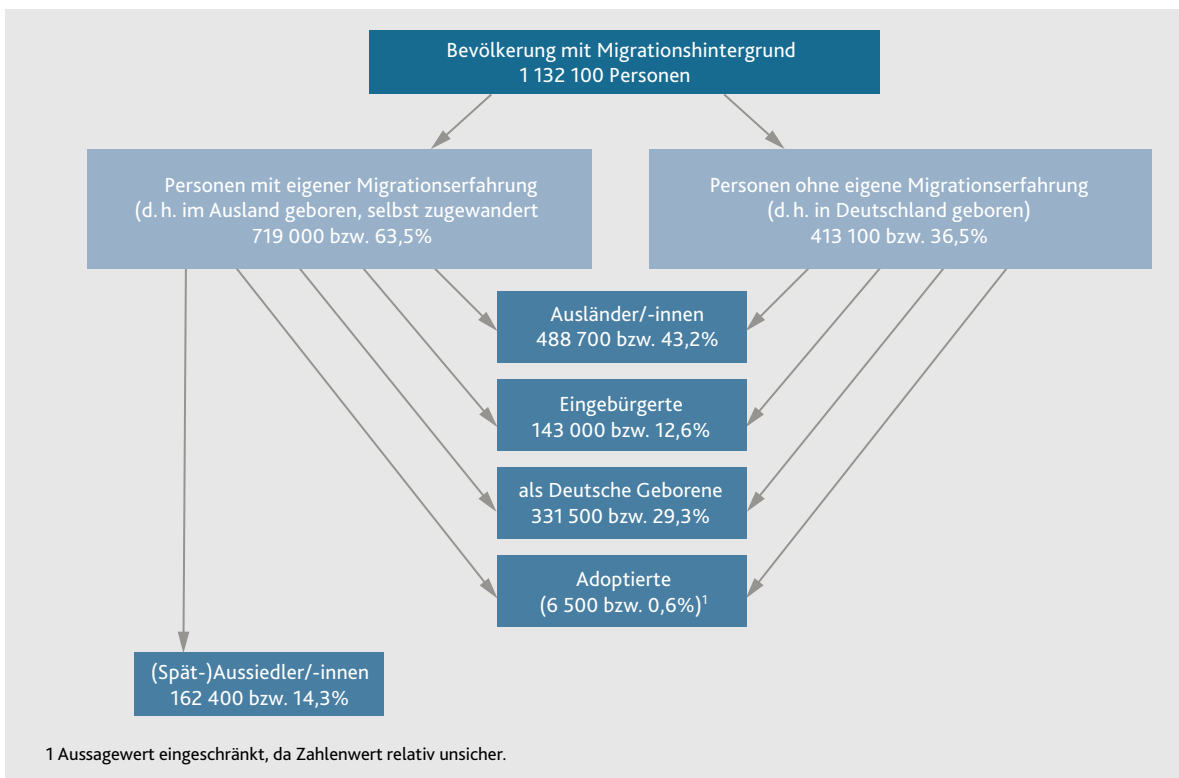 Bevölkerung mit Migrationshintergrund
1 132 100 Personen
Personen mit eigener Migrationserfahrung
(d. h. im Ausland geboren, selbst zugewandert
719 000 bzw. 63,5%
Personen ohne eigene Migrationserfahrung
(d. h. in Deutschland geboren)
413 100 bzw. 36,5%
Ausländer/-innen
488 700 bzw. 43,2%
Eingebürgerte
143 000 bzw. 12,6%
als Deutsche Geborene
331 500 bzw. 29,3%
Adoptierte
(6 500 bzw. 0,6%)¹
(Spät-)Aussiedler/-innen
162 400 bzw. 14,3%
1 Aussagewert eingeschränkt, da Zahlenwert relativ unsicher.